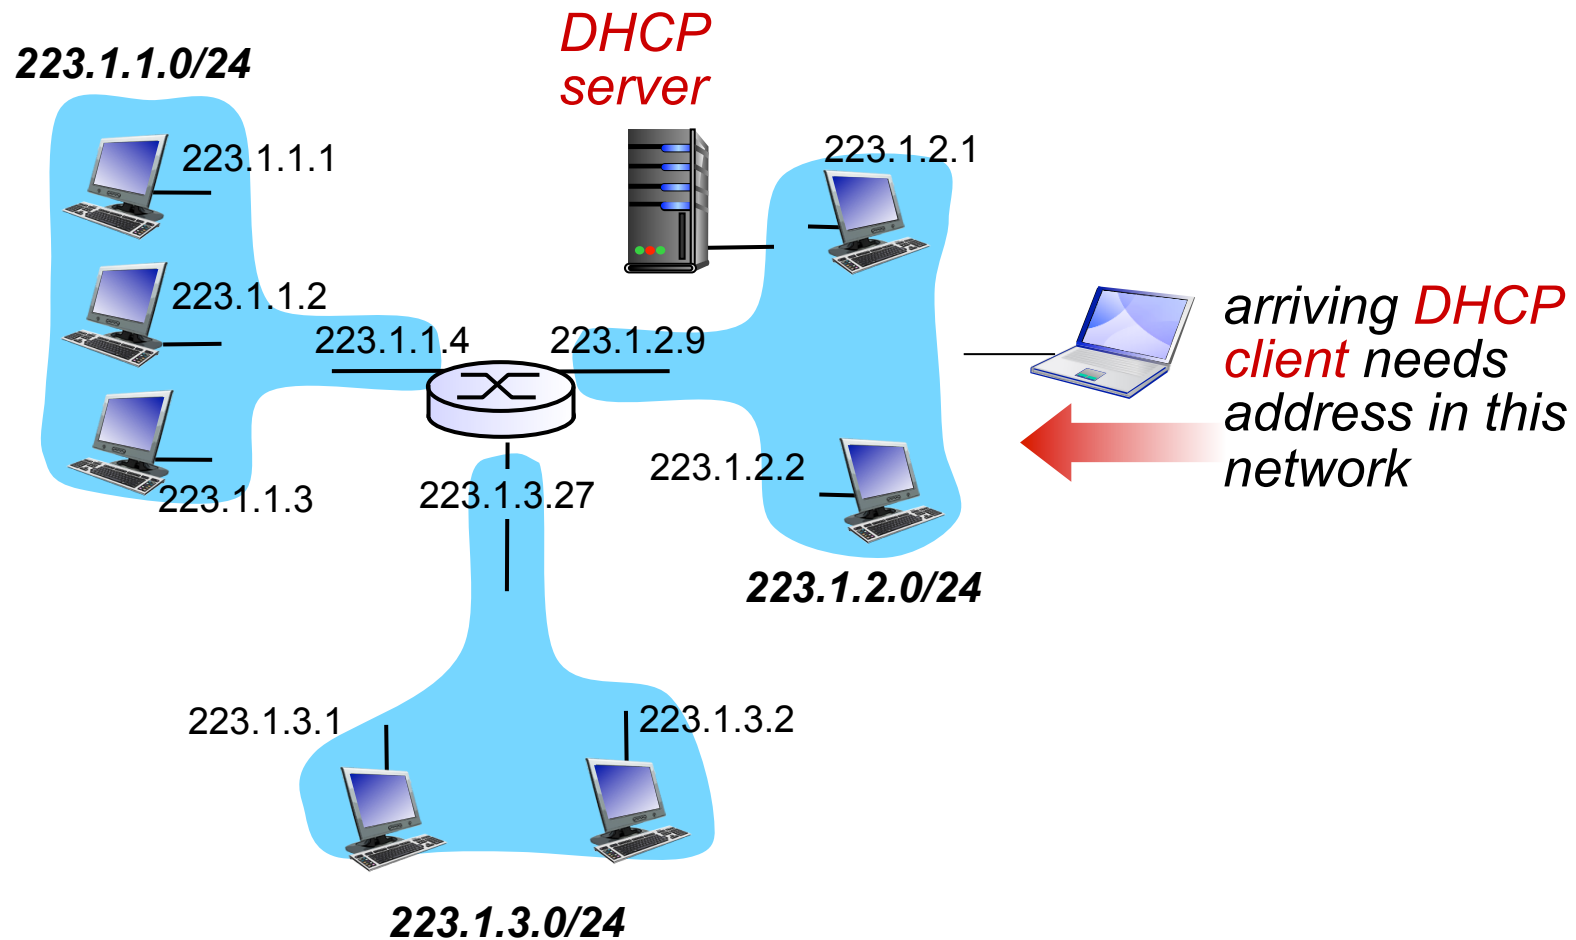 DHCP
server
223.1.1.0/24
223.1.1.1
223.1.2.1
223.1.1.2
223.1.1.4
223.1.2.9
arriving DHCP
client needs
address in this
network
223.1.1.3
223.1.3.27
223.1.2.2
223.1.2.0/24
223.1.3.1
223.1.3.2
223.1.3.0/24